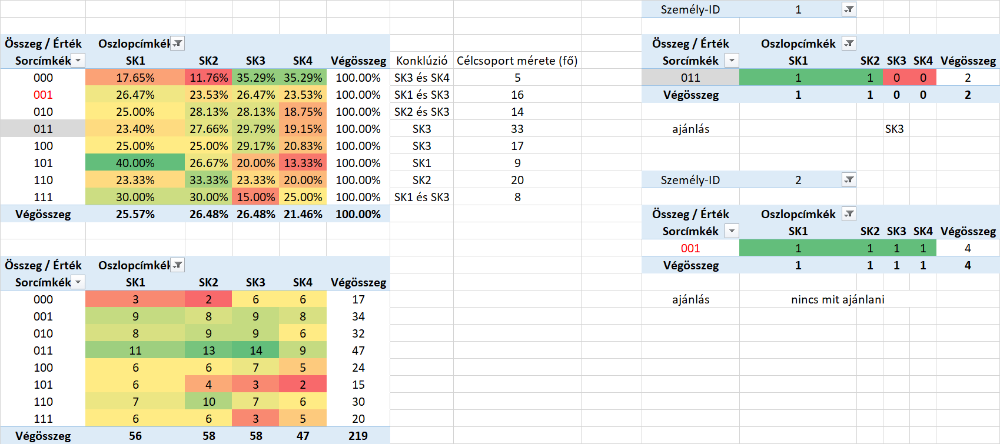 Személy-ID 1
Összeg / Érték Oszlopcímkék
Sorcímkék SK1 SK2 SK3 SK4 Végösszeg Konklúzió Célcsoport mérete (fő)
000 17.65% 11.76% 35.29% 35.29% 100.00% SK3 és SK4 5
001 26.47% 23.53% 26.47% 23.53% 100.00% SK1 és SK3 16
010 25.00% 28.13% 28.13% 18.75% 100.00% SK2 és SK3 14
011 23.40% 27.66% 29.79% 19.15% 100.00% SK3 33
100 25.00% 25.00% 29.17% 20.83% 100.00% SK3 17
101 40.00% 26.67% 20.00% 13.33% 100.00% SK1 9
110 23.33% 33.33% 23.33% 20.00% 100.00% SK2 20
111 30.00% 30.00% 15.00% 25.00% 100.00% SK1 és SK3 8
Végösszeg 25.57% 26.48% 26.48% 21.46% 100.00%
Összeg / Érték Oszlopcímkék
Sorcímkék SK1 SK2 SK3 SK4 Végösszeg
011 1 1 0 0 2
Végösszeg 1 1 0 0 2
ajánlás SK3
Személy-ID 2
Összeg / Érték Oszlopcímkék
Sorcímkék SK1 SK2 SK3 SK4 Végösszeg
001 1 1 1 1 4
Végösszeg 1 1 1 1 4
ajánlás nincs mit ajánlani
Összeg / Érték Oszlopcímkék
Sorcímkék SK1 SK2 SK3 SK4 Végösszeg
000 3 2 6 6 17
001 9 8 9 8 34
010 8 9 9 6 32
011 11 13 14 9 47
100 6 6 7 5 24
101 6 4 3 2 15
110 7 10 7 6 30
111 6 6 3 5 20
Végösszeg 56 58 58 47 219